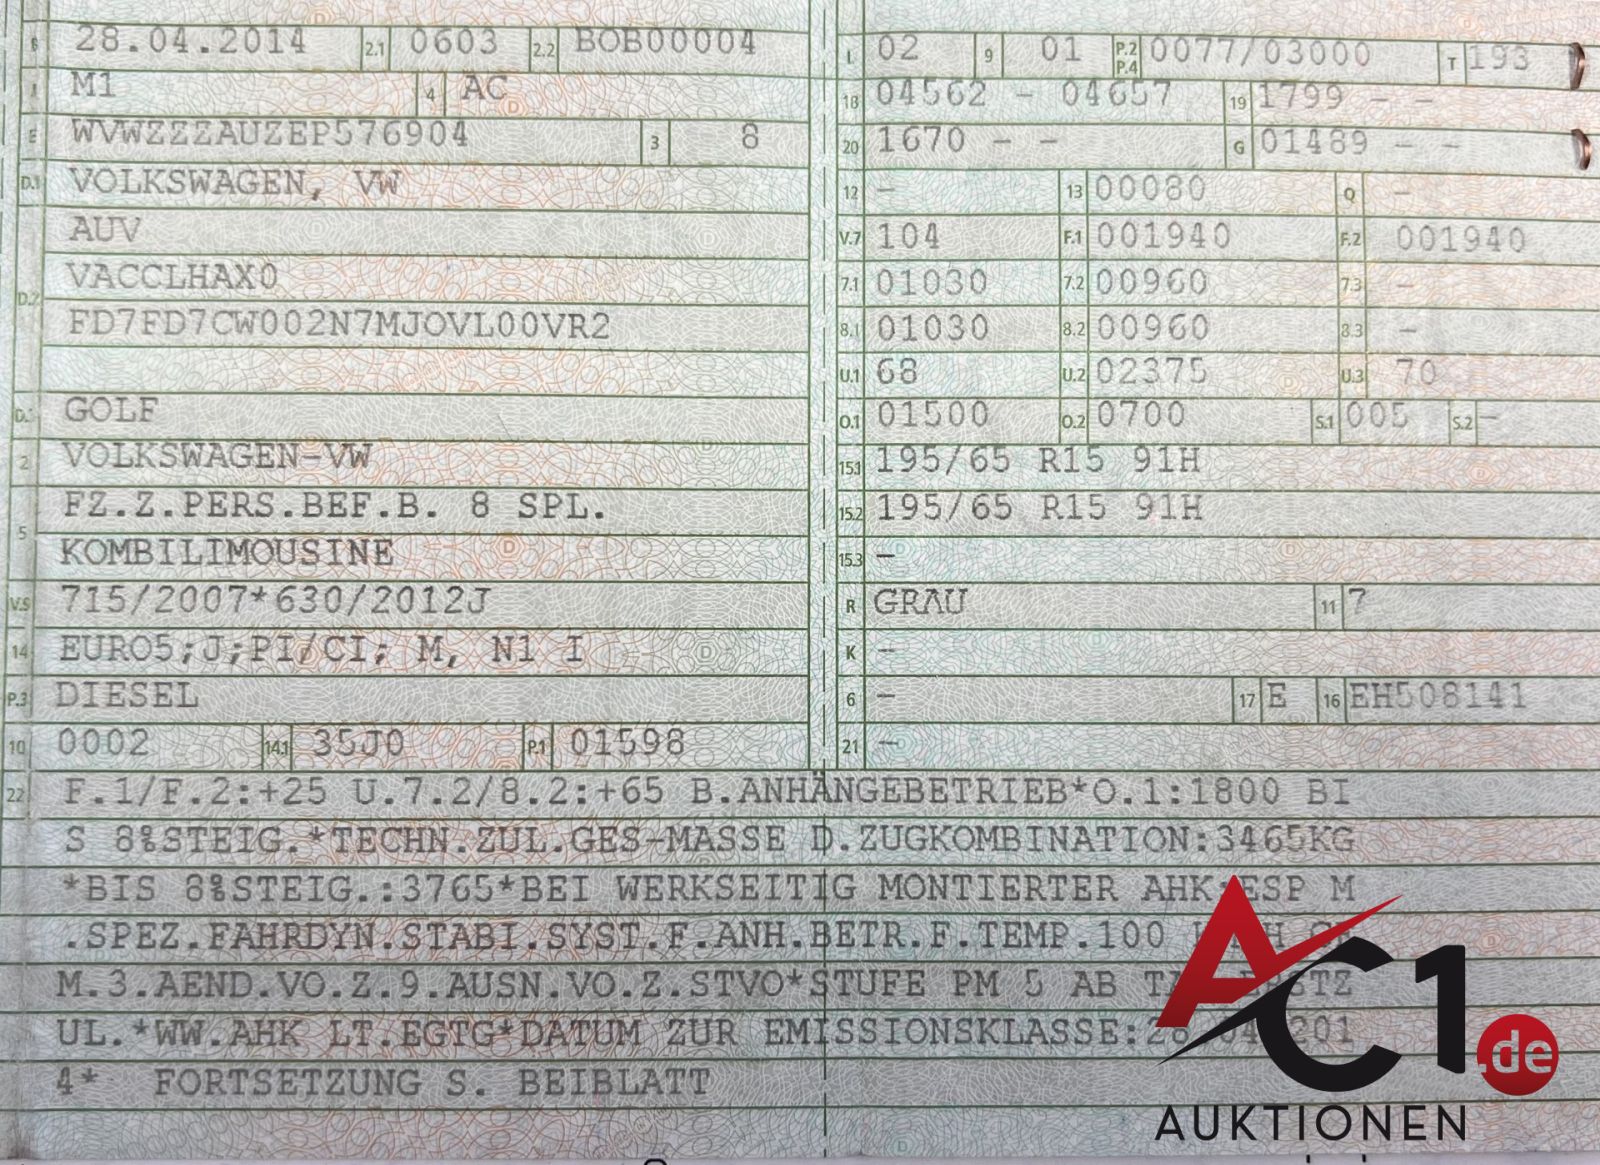 B 28.04.2014 2.1 0603 2.2 BOB00004
J M1 4 AC
E WVWZZZAUZEP576904 3 8
D.1 VOLKSWAGEN, VW
AUV
D.2 VACCLHAX0
FD7FD7CW002N7MJOVL00VR2
D.3 GOLF
2 VOLKSWAGEN-VW
5 FZ.Z.PERS.BEF.B. 8 SPL.
KOMBILIMOUSINE
V.9 715/2007*630/2012J
14 EURO5;J;PI/CI; M, N1 I
P.3 DIESEL
10 0002 14.1 35J0 P.1 01598
L 02 9 01 P.2 P.4 0077/03000 T 193
18 04562 - 04657 19 1799 - -
20 1670 - - G 01489 - -
12 - 13 00080 Q -
V.7 104 F.1 001940 F.2 001940
7.1 01030 7.2 00960 7.3 -
8.1 01030 8.2 00960 8.3 -
U.1 68 U.2 02375 U.3 70
O.1 01500 O.2 0700 S.1 005 S.2 -
15.1 195/65 R15 91H
15.2 195/65 R15 91H
15.3 -
R GRAU 11 7
K -
6 - 17 E 16 EH508141
21 -
22 F.1/F.2:+25 U.7.2/8.2:+65 B.ANHÄNGEBETRIEB*O.1:1800 BI
S 8%STEIG.*TECHN.ZUL.GES-MASSE D.ZUGKOMBINATION:3465KG
*BIS 8%STEIG.:3765*BEI WERKSEITIG MONTIERTER AHK:ESP M
.SPEZ.FAHRDYN.STABI.SYST.F.ANH.BETR.F.TEMP.100
M.3.AEND.VO.Z.9.AUSN.VO.Z.STVO*STUFE PM 5 AB
UL.*WW.AHK LT.EGTG*DATUM ZUR EMISSIONSKLASSE:28.04.201
4* FORTSETZUNG S. BEIBLATT
AC1.de
AUKTIONEN